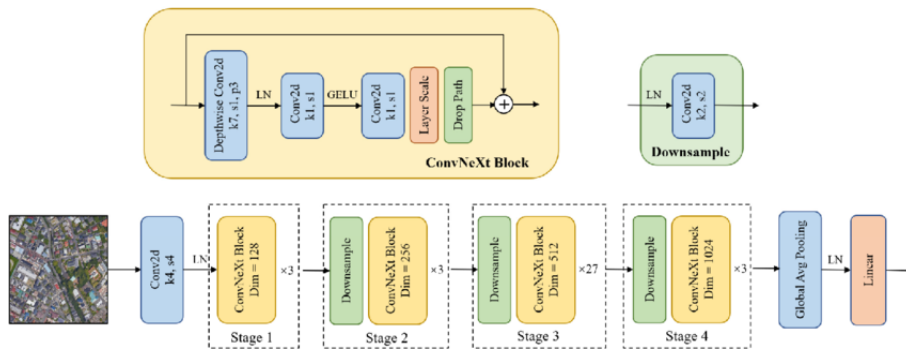 Depthwise Conv2d
k7, s1, p3
LN
Conv2d
k1, s1
GELU
Conv2d
k1, s1
Layer Scale
Drop Path
ConvNeXt Block
LN
Conv2d
k2, s2
Downsample
Conv2d
k4, s4
LN
ConvNeXt Block
Dim = 128
×3
Stage 1
Downsample
ConvNeXt Block
Dim = 256
×3
Stage 2
Downsample
ConvNeXt Block
Dim = 512
×27
Stage 3
Downsample
ConvNeXt Block
Dim = 1024
×3
Stage 4
Global Avg Pooling
LN
Linear